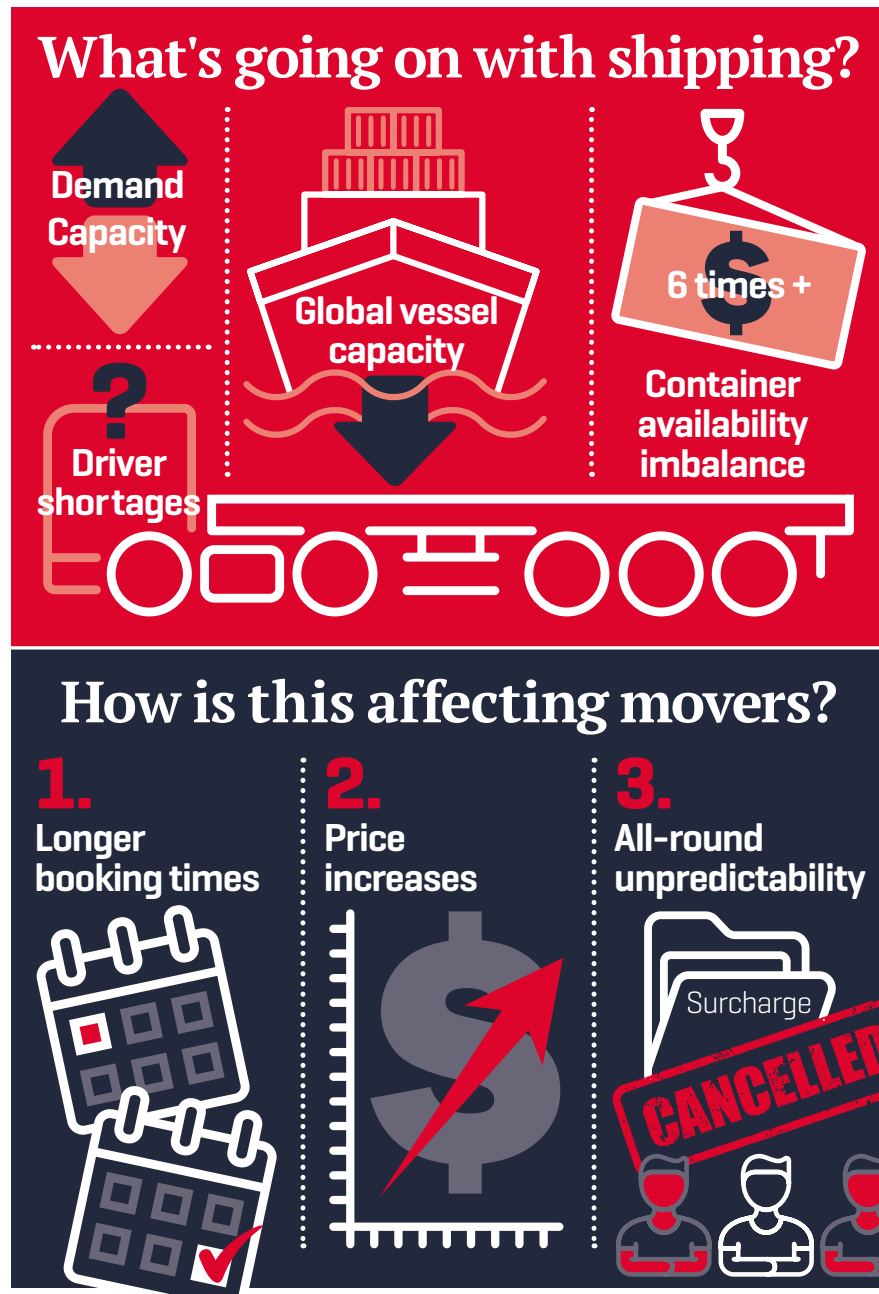 What's going on with shipping?
Demand
Capacity
Global vessel
capacity
$
6 times +
Container
availability
imbalance
?
Driver
shortages
How is this affecting movers?
1.
Longer
booking times
2.
Price
increases
$
3.
All-round
unpredictability
Surcharge
CANCELLED